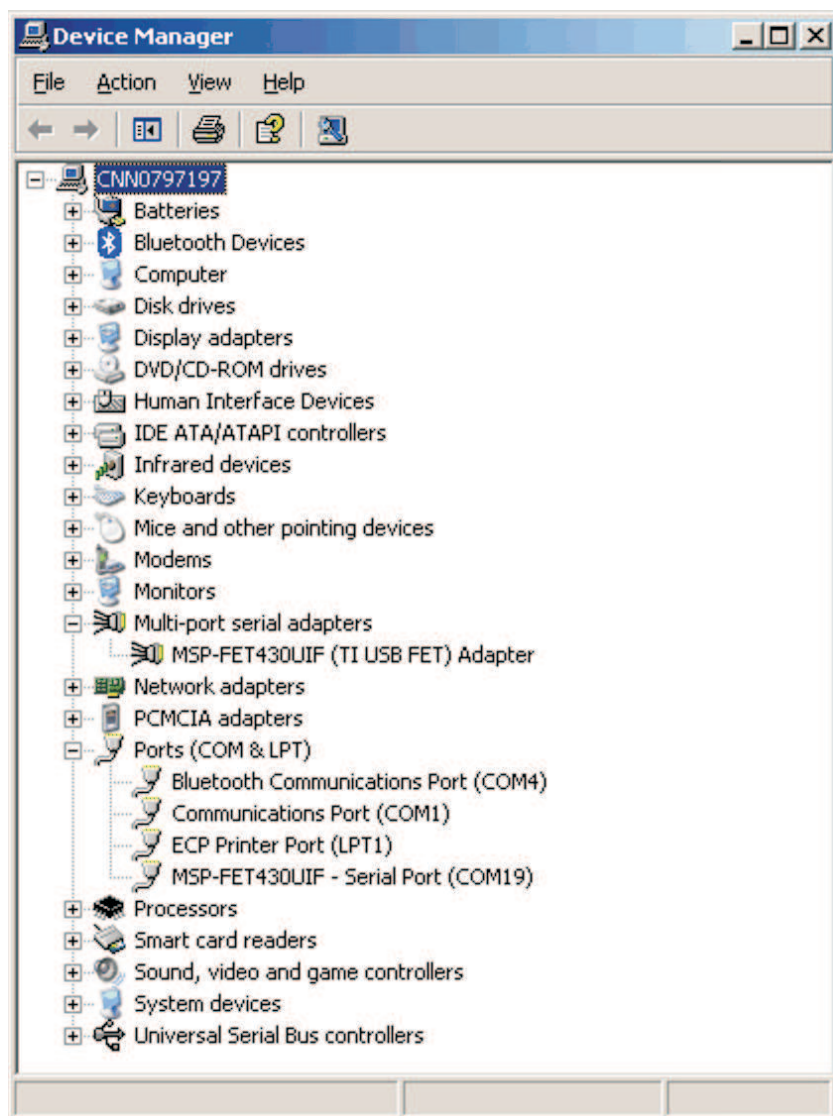 Device Manager
File Action View Help
CNN0797197
Batteries
Bluetooth Devices
Computer
Disk drives
Display adapters
DVD/CD-ROM drives
Human Interface Devices
IDE ATA/ATAPI controllers
Infrared devices
Keyboards
Mice and other pointing devices
Modems
Monitors
Multi-port serial adapters
MSP-FET430UIF (TI USB FET) Adapter
Network adapters
PCMCIA adapters
Ports (COM & LPT)
Bluetooth Communications Port (COM4)
Communications Port (COM1)
ECP Printer Port (LPT1)
MSP-FET430UIF - Serial Port (COM19)
Processors
Smart card readers
Sound, video and game controllers
System devices
Universal Serial Bus controllers